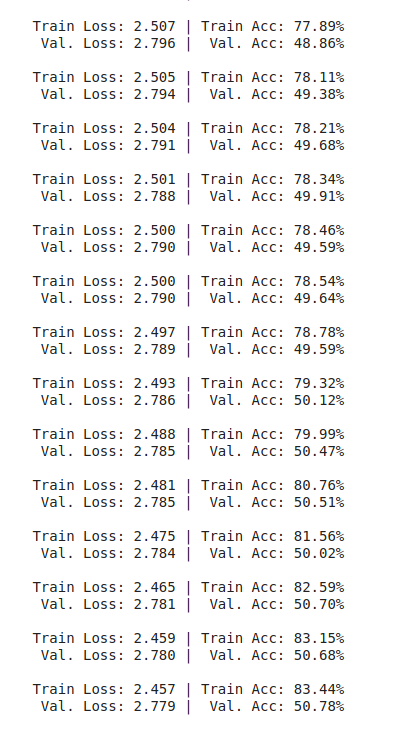 Train Loss: 2.507 | Train Acc: 77.89%
Val. Loss: 2.796 | Val. Acc: 48.86%
Train Loss: 2.505 | Train Acc: 78.11%
Val. Loss: 2.794 | Val. Acc: 49.38%
Train Loss: 2.504 | Train Acc: 78.21%
Val. Loss: 2.791 | Val. Acc: 49.68%
Train Loss: 2.501 | Train Acc: 78.34%
Val. Loss: 2.788 | Val. Acc: 49.91%
Train Loss: 2.500 | Train Acc: 78.46%
Val. Loss: 2.790 | Val. Acc: 49.59%
Train Loss: 2.500 | Train Acc: 78.54%
Val. Loss: 2.790 | Val. Acc: 49.64%
Train Loss: 2.497 | Train Acc: 78.78%
Val. Loss: 2.789 | Val. Acc: 49.59%
Train Loss: 2.493 | Train Acc: 79.32%
Val. Loss: 2.786 | Val. Acc: 50.12%
Train Loss: 2.488 | Train Acc: 79.99%
Val. Loss: 2.785 | Val. Acc: 50.47%
Train Loss: 2.481 | Train Acc: 80.76%
Val. Loss: 2.785 | Val. Acc: 50.51%
Train Loss: 2.475 | Train Acc: 81.56%
Val. Loss: 2.784 | Val. Acc: 50.02%
Train Loss: 2.465 | Train Acc: 82.59%
Val. Loss: 2.781 | Val. Acc: 50.70%
Train Loss: 2.459 | Train Acc: 83.15%
Val. Loss: 2.780 | Val. Acc: 50.68%
Train Loss: 2.457 | Train Acc: 83.44%
Val. Loss: 2.779 | Val. Acc: 50.78%